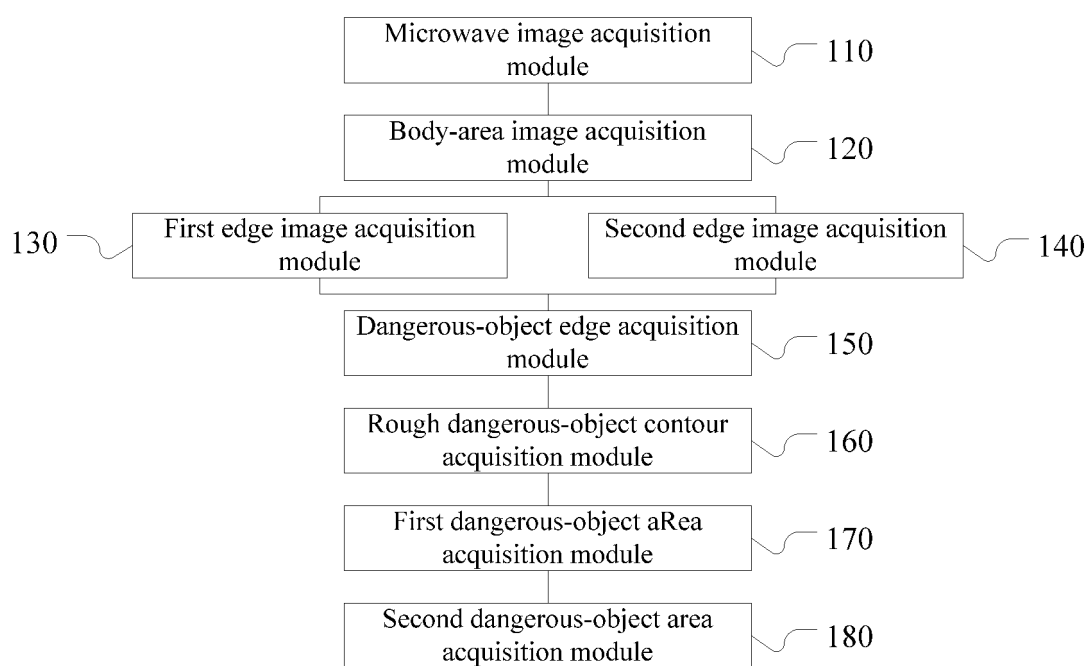 Microwave image acquisition
module
110
Body-area image acquisition
module
120
First edge image acquisition
module
130
Second edge image acquisition
module
140
Dangerous-object edge acquisition
module
150
Rough dangerous-object contour
acquisition module
160
First dangerous-object aRea
acquisition module
170
Second dangerous-object area
acquisition module
180